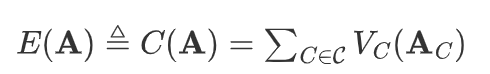 E(𝐀) ≜ C(𝐀) = ∑_{C∈𝒞} V_C(𝐀_C)